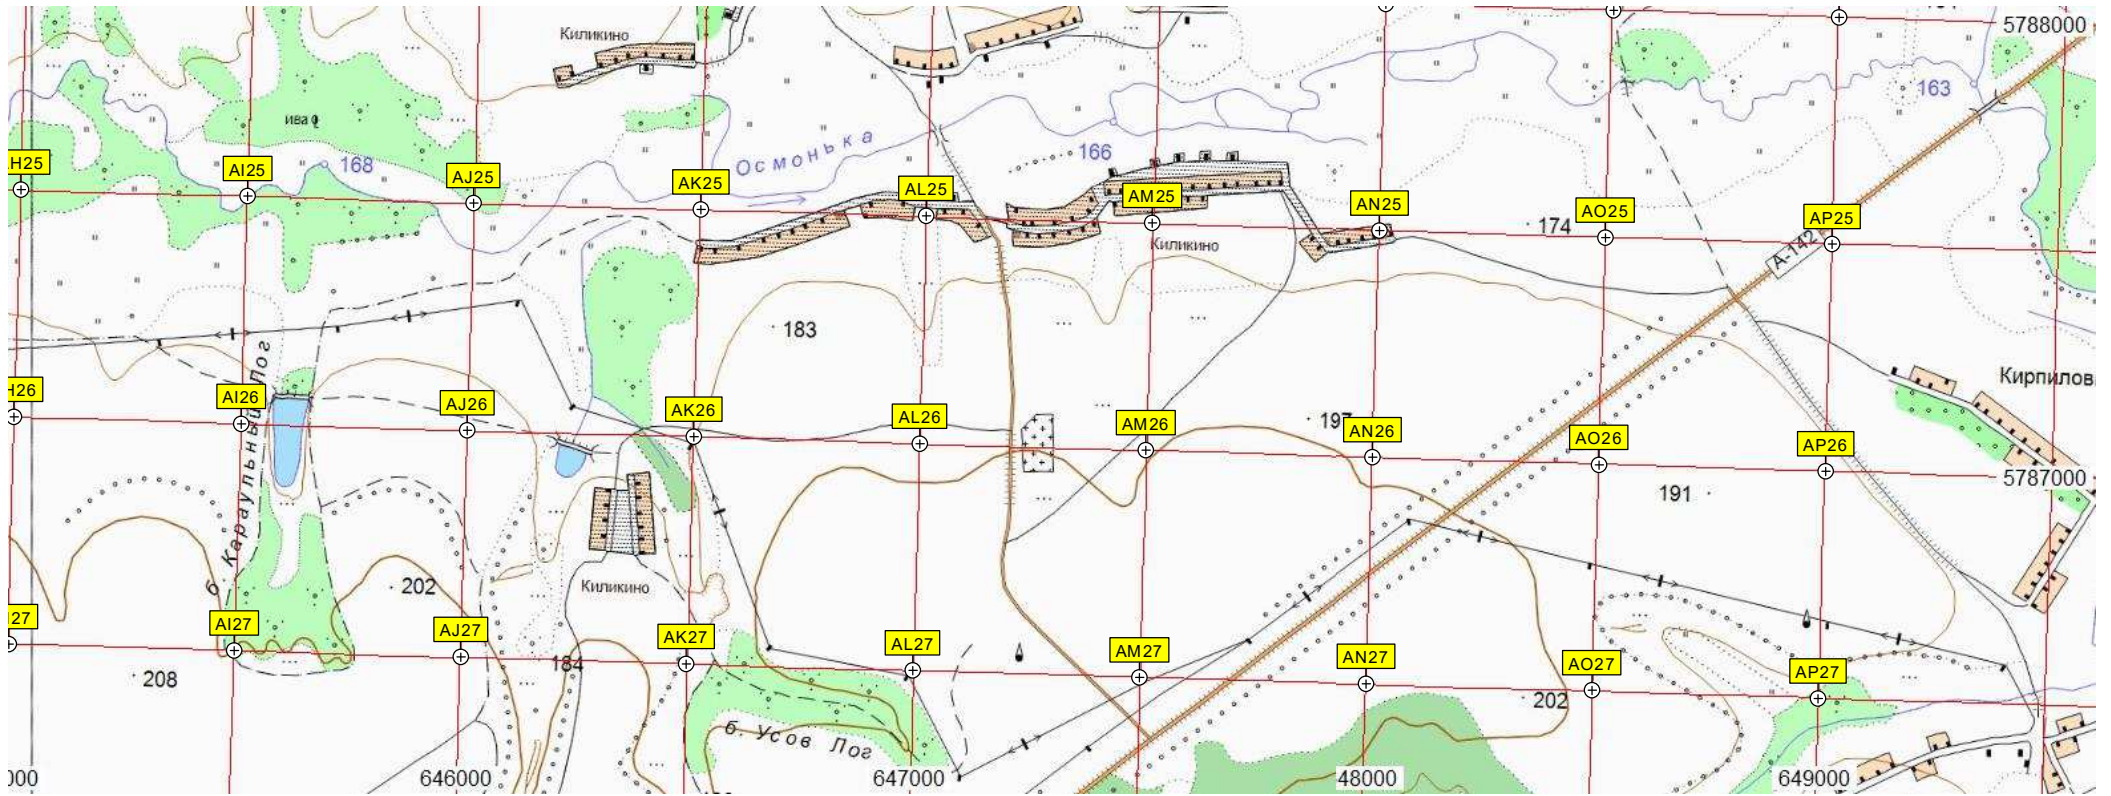 Киликино
5788000
163
ива
Осмонька
166
168
H25
AI25
AJ25
AK25
AL25
AM25
AN25
AO25
AP25
174
Киликино
А-142
183
Кирпилов
H26
AI26
AJ26
AK26
AL26
AM26
197
AN26
AO26
AP26
5787000
191
б. Караульный Лог
202
Киликино
27
AI27
AJ27
AK27
AL27
AM27
AN27
AO27
AP27
184
208
202
б. Усов Лог
000
646000
647000
48000
649000